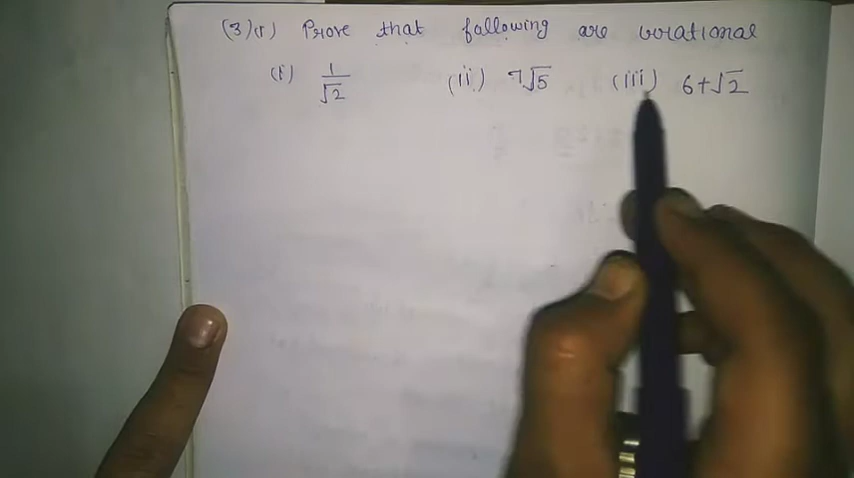 (3)(i) Prove that following are irrational
(i) 1/√2 (ii) 7√5 (iii) 6+√2